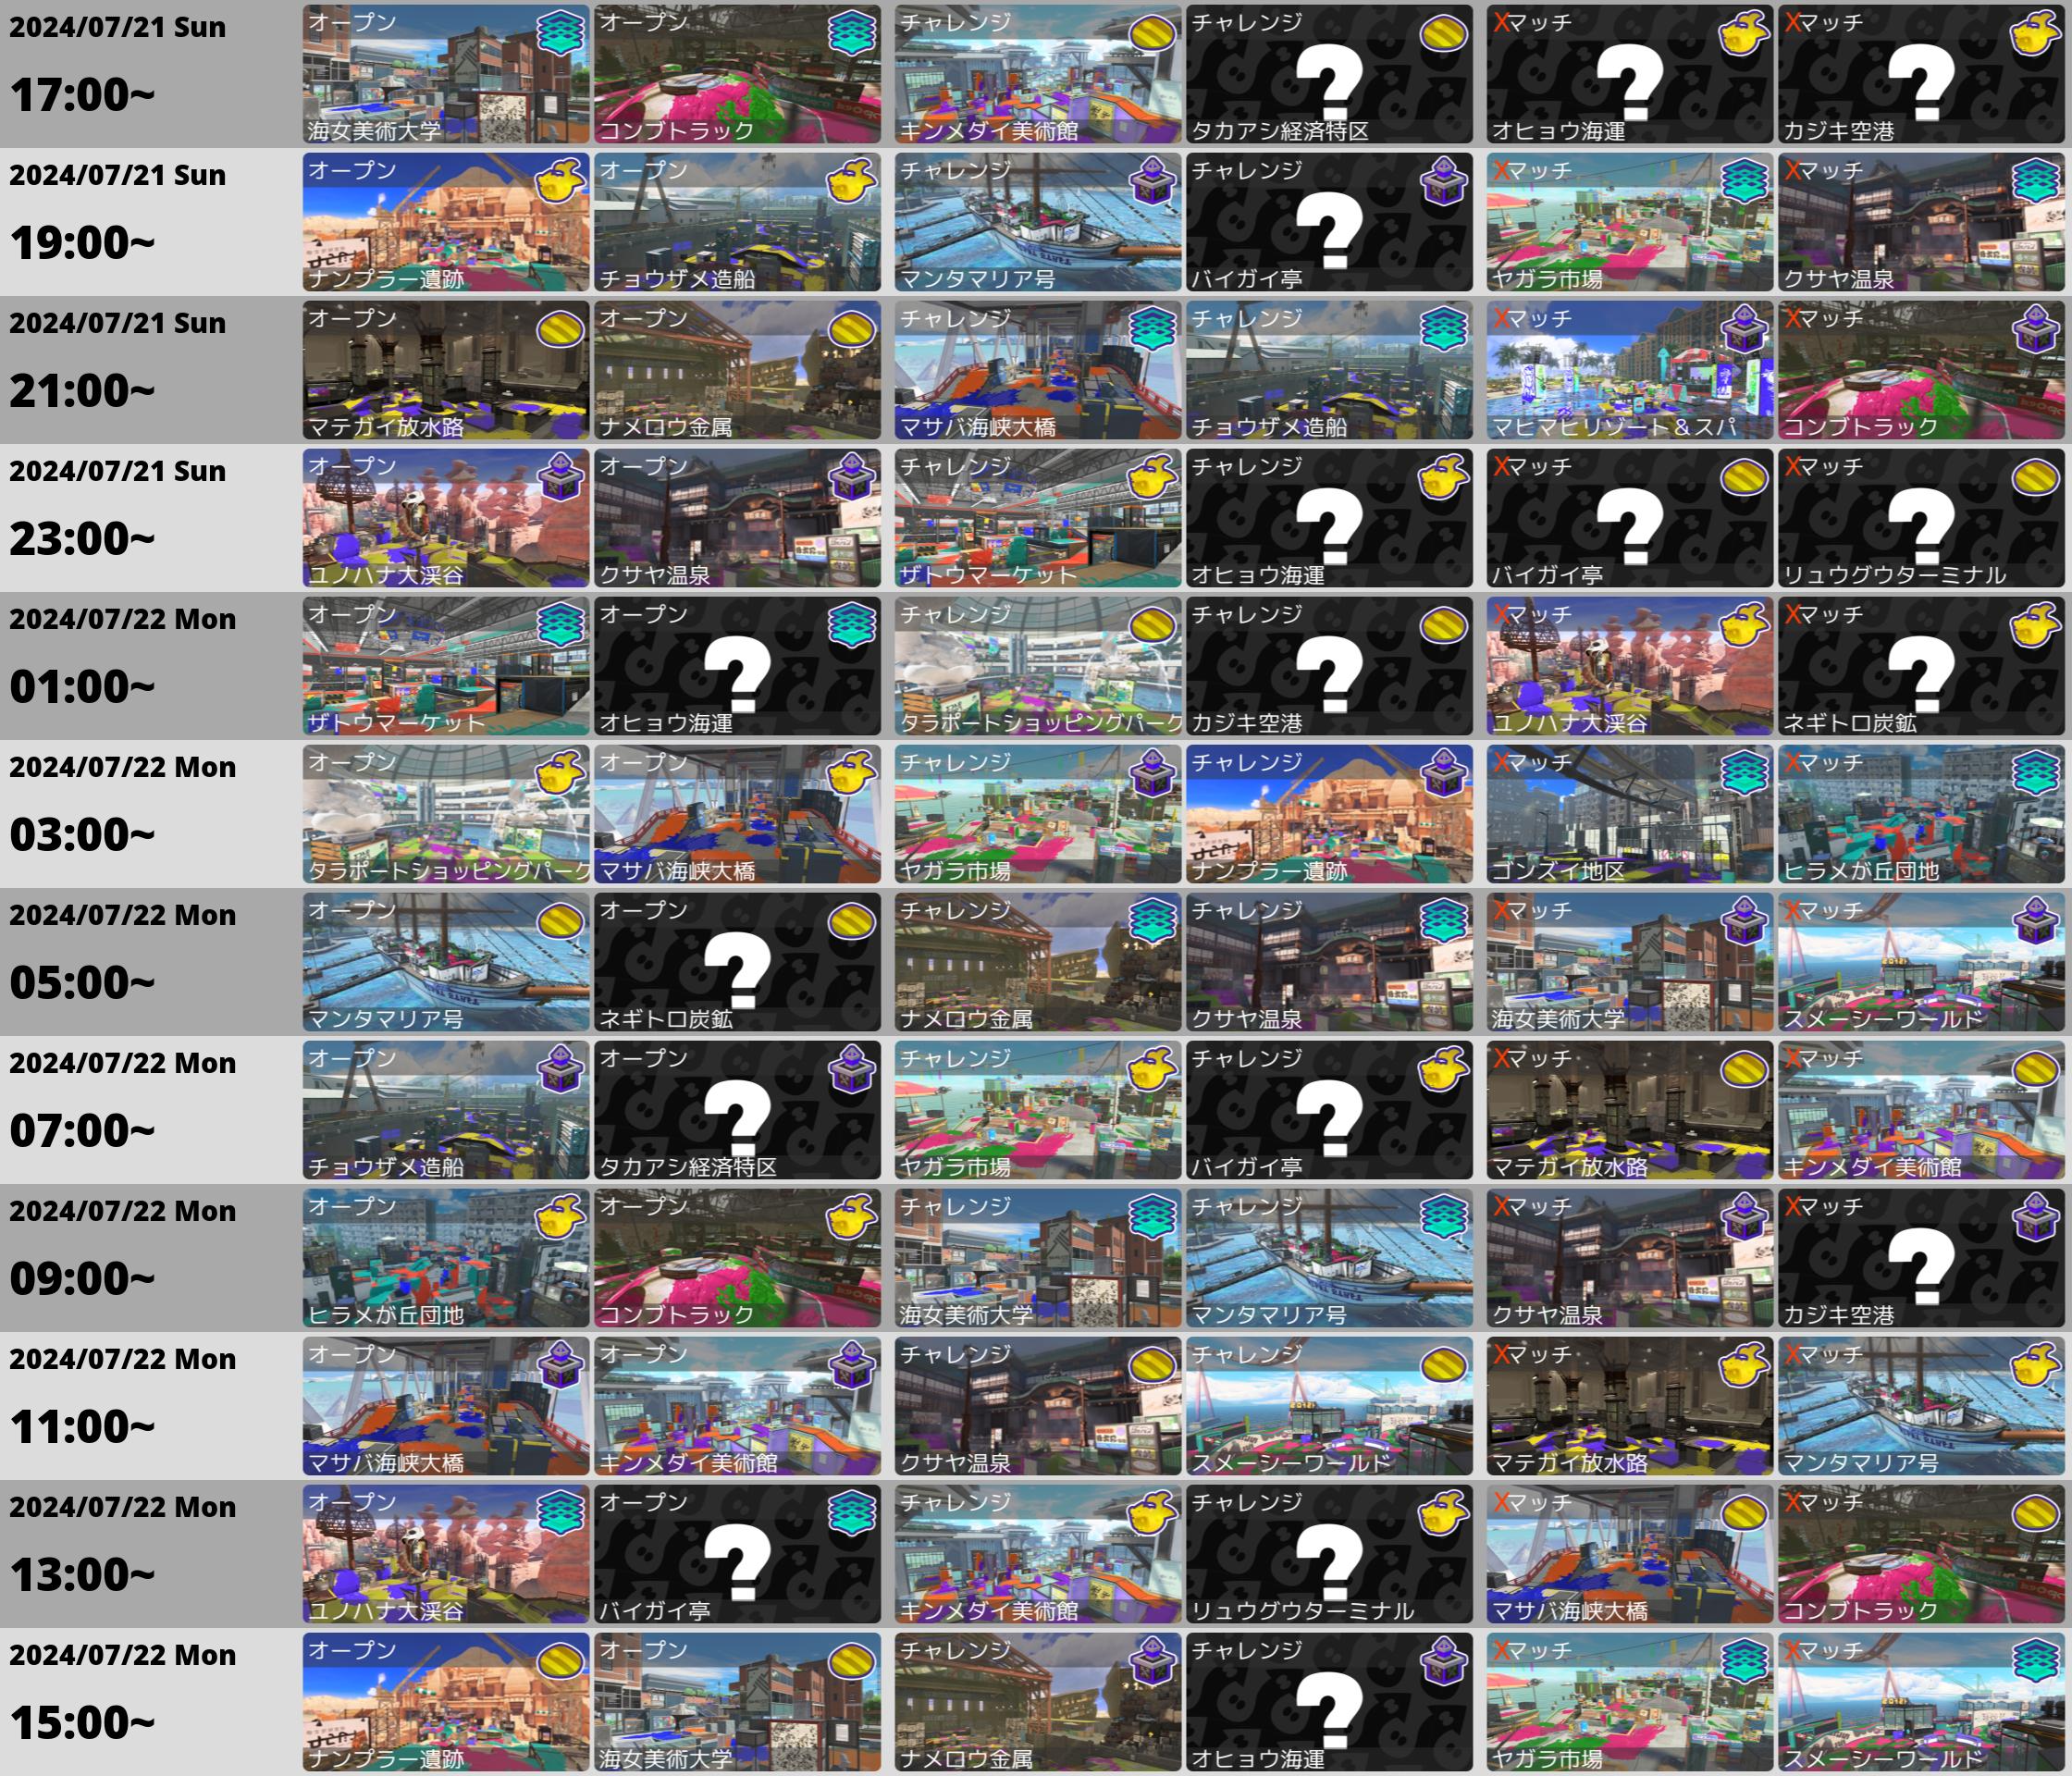 2024/07/21 Sun
17:00~
オープン
海女美術大学
オープン
コンブトラック
チャレンジ
キンメダイ美術館
チャレンジ
タカアシ経済特区
Xマッチ
オヒョウ海運
Xマッチ
カジキ空港
2024/07/21 Sun
19:00~
オープン
ナンプラー遺跡
オープン
チョウザメ造船
チャレンジ
マンタマリア号
チャレンジ
バイガイ亭
Xマッチ
ヤガラ市場
Xマッチ
クサヤ温泉
2024/07/21 Sun
21:00~
オープン
マテガイ放水路
オープン
ナメロウ金属
チャレンジ
マサバ海峡大橋
チャレンジ
チョウザメ造船
Xマッチ
マヒマヒリゾート＆スパ
Xマッチ
コンブトラック
2024/07/21 Sun
23:00~
オープン
ユノハナ大渓谷
オープン
クサヤ温泉
チャレンジ
ザトウマーケット
チャレンジ
オヒョウ海運
Xマッチ
バイガイ亭
Xマッチ
リュウグウターミナル
2024/07/22 Mon
01:00~
オープン
ザトウマーケット
オープン
オヒョウ海運
チャレンジ
タラポートショッピングパーク
チャレンジ
カジキ空港
Xマッチ
ユノハナ大渓谷
Xマッチ
ネギトロ炭鉱
2024/07/22 Mon
03:00~
オープン
タラポートショッピングパーク
オープン
マサバ海峡大橋
チャレンジ
ヤガラ市場
チャレンジ
ナンプラー遺跡
Xマッチ
ゴンズイ地区
Xマッチ
ヒラメが丘団地
2024/07/22 Mon
05:00~
オープン
マンタマリア号
オープン
ネギトロ炭鉱
チャレンジ
ナメロウ金属
チャレンジ
クサヤ温泉
Xマッチ
海女美術大学
Xマッチ
スメーシーワールド
2024/07/22 Mon
07:00~
オープン
チョウザメ造船
オープン
タカアシ経済特区
チャレンジ
ヤガラ市場
チャレンジ
バイガイ亭
Xマッチ
マテガイ放水路
Xマッチ
キンメダイ美術館
2024/07/22 Mon
09:00~
オープン
ヒラメが丘団地
オープン
コンブトラック
チャレンジ
海女美術大学
チャレンジ
マンタマリア号
Xマッチ
クサヤ温泉
Xマッチ
カジキ空港
2024/07/22 Mon
11:00~
オープン
マサバ海峡大橋
オープン
キンメダイ美術館
チャレンジ
クサヤ温泉
チャレンジ
スメーシーワールド
Xマッチ
マテガイ放水路
Xマッチ
マンタマリア号
2024/07/22 Mon
13:00~
オープン
ユノハナ大渓谷
オープン
バイガイ亭
チャレンジ
キンメダイ美術館
チャレンジ
リュウグウターミナル
Xマッチ
マサバ海峡大橋
Xマッチ
コンブトラック
2024/07/22 Mon
15:00~
オープン
ナンプラー遺跡
オープン
海女美術大学
チャレンジ
ナメロウ金属
チャレンジ
オヒョウ海運
Xマッチ
ヤガラ市場
Xマッチ
スメーシーワールド